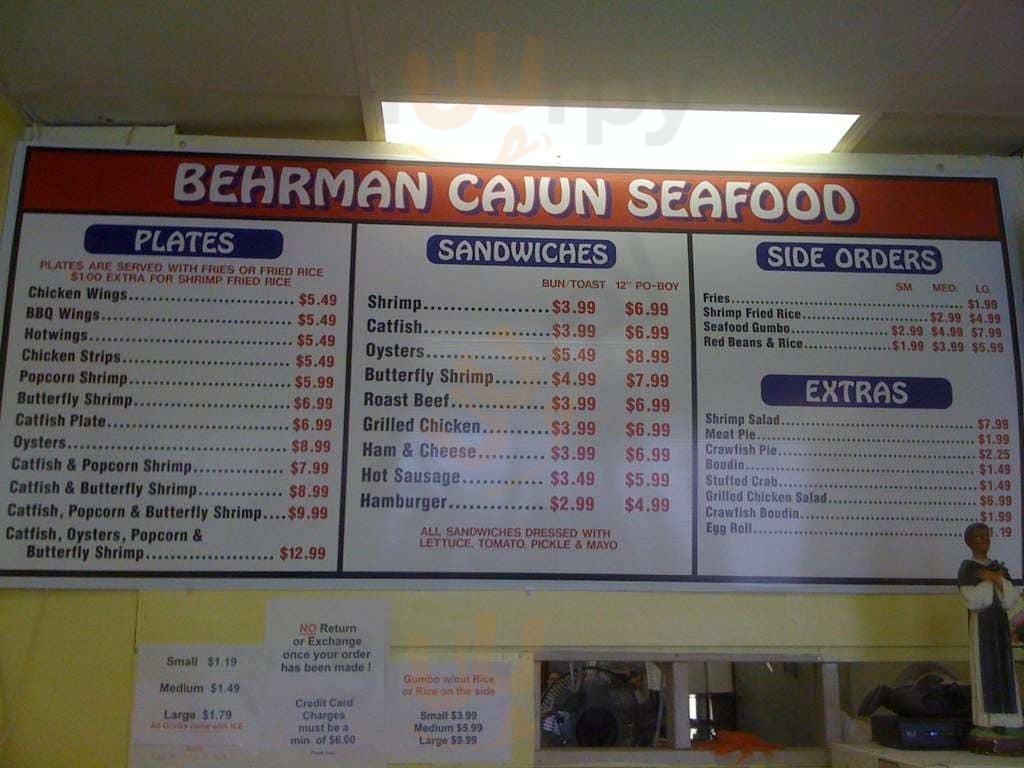 BEHRMAN CAJUN SEAFOOD
PLATES
PLATES ARE SERVED WITH FRIES OR FRIED RICE
$1.00 EXTRA FOR SHRIMP FRIED RICE
Chicken Wings $5.49
BBQ Wings $5.49
Hotwings $5.49
Chicken Strips $5.49
Popcorn Shrimp $5.99
Butterfly Shrimp $6.99
Catfish Plate $6.99
Oysters $8.99
Catfish & Popcorn Shrimp $7.99
Catfish & Butterfly Shrimp $8.99
Catfish, Popcorn & Butterfly Shrimp $9.99
Catfish, Oysters, Popcorn &
Butterfly Shrimp $12.99
SANDWICHES
BUN/TOAST 12" PO-BOY
Shrimp $3.99 $6.99
Catfish $3.99 $6.99
Oysters $5.49 $8.99
Butterfly Shrimp $4.99 $7.99
Roast Beef $3.99 $6.99
Grilled Chicken $3.99 $6.99
Ham & Cheese $3.99 $6.99
Hot Sausage $3.49 $5.99
Hamburger $2.99 $4.99
ALL SANDWICHES DRESSED WITH
LETTUCE, TOMATO, PICKLE & MAYO
SIDE ORDERS
SM MED. LG.
Fries $1.99
Shrimp Fried Rice $2.99 $4.99
Seafood Gumbo $2.99 $4.99 $7.99
Red Beans & Rice $1.99 $3.99 $5.99
EXTRAS
Shrimp Salad $7.99
Meat Pie $1.99
Crawfish Pie $2.25
Boudin $1.49
Stuffed Crab $1.49
Grilled Chicken Salad $6.99
Crawfish Boudin $1.99
Egg Roll 1.19
Small $1.19
Medium $1.49
Large $1.79
All Drinks come with ICE
NO Return
or Exchange
once your order
has been made !
Credit Card
Charges
must be a
min. of $6.00
Gumbo w/out Rice
or Rice on the side
Small $3.99
Medium $5.99
Large $9.99